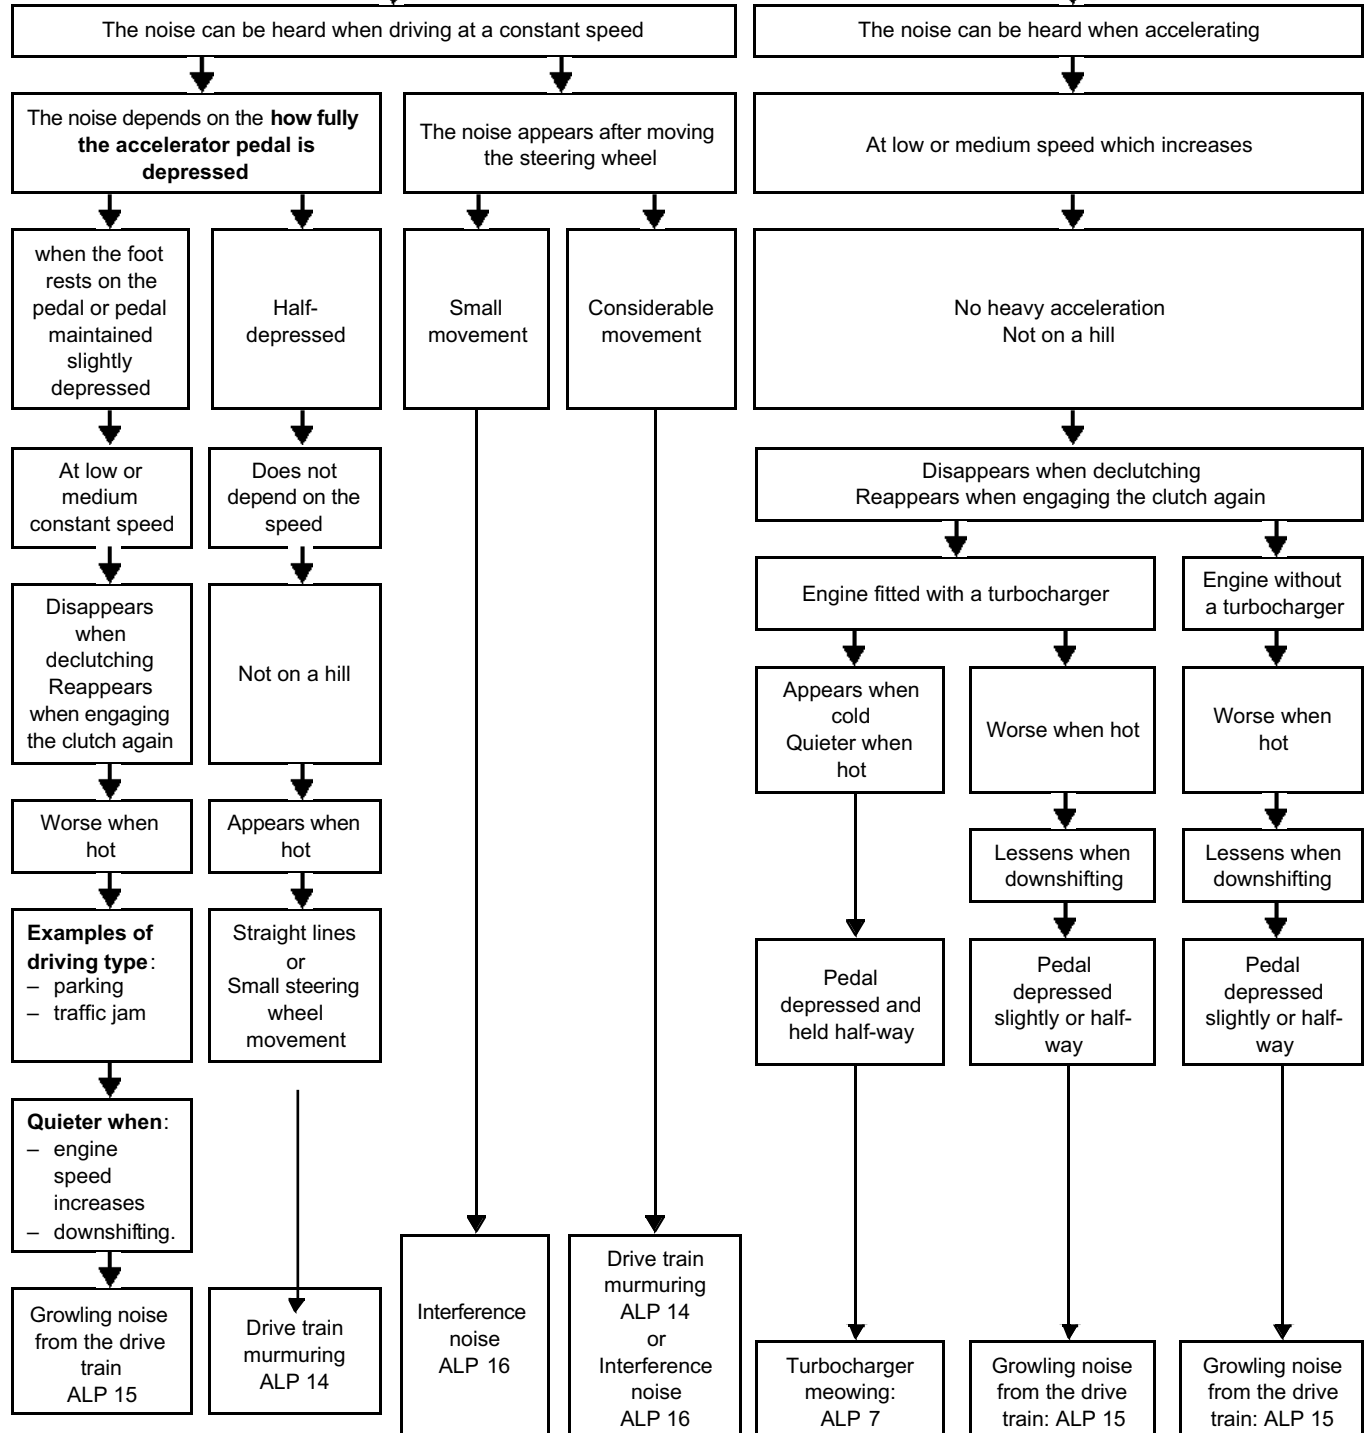 The noise can be heard when driving at a constant speed
The noise can be heard when accelerating
The noise depends on the how fully
the accelerator pedal is
depressed
The noise appears after moving
the steering wheel
At low or medium speed which increases
when the foot
rests on the
pedal or pedal
maintained
slightly
depressed
Half-
depressed
Small
movement
Considerable
movement
No heavy acceleration
Not on a hill
At low or
medium
constant speed
Does not
depend on the
speed
Disappears when declutching
Reappears when engaging the clutch again
Disappears
when
declutching
Reappears
when engaging
the clutch again
Not on a hill
Engine fitted with a turbocharger
Engine without
a turbocharger
Appears when
cold
Quieter when
hot
Worse when hot
Worse when
hot
Worse when
hot
Appears when
hot
Lessens when
downshifting
Lessens when
downshifting
Examples of
driving type:
– parking
– traffic jam
Straight lines
or
Small steering
wheel
movement
Pedal
depressed and
held half-way
Pedal
depressed
slightly or half-
way
Pedal
depressed
slightly or half-
way
Quieter when:
– engine
speed
increases
– downshifting.
Growling noise
from the drive
train
ALP 15
Drive train
murmuring
ALP 14
Interference
noise
ALP 16
Drive train
murmuring
ALP 14
or
Interference
noise
ALP 16
Turbocharger
meowing:
ALP 7
Growling noise
from the drive
train: ALP 15
Growling noise
from the drive
train: ALP 15